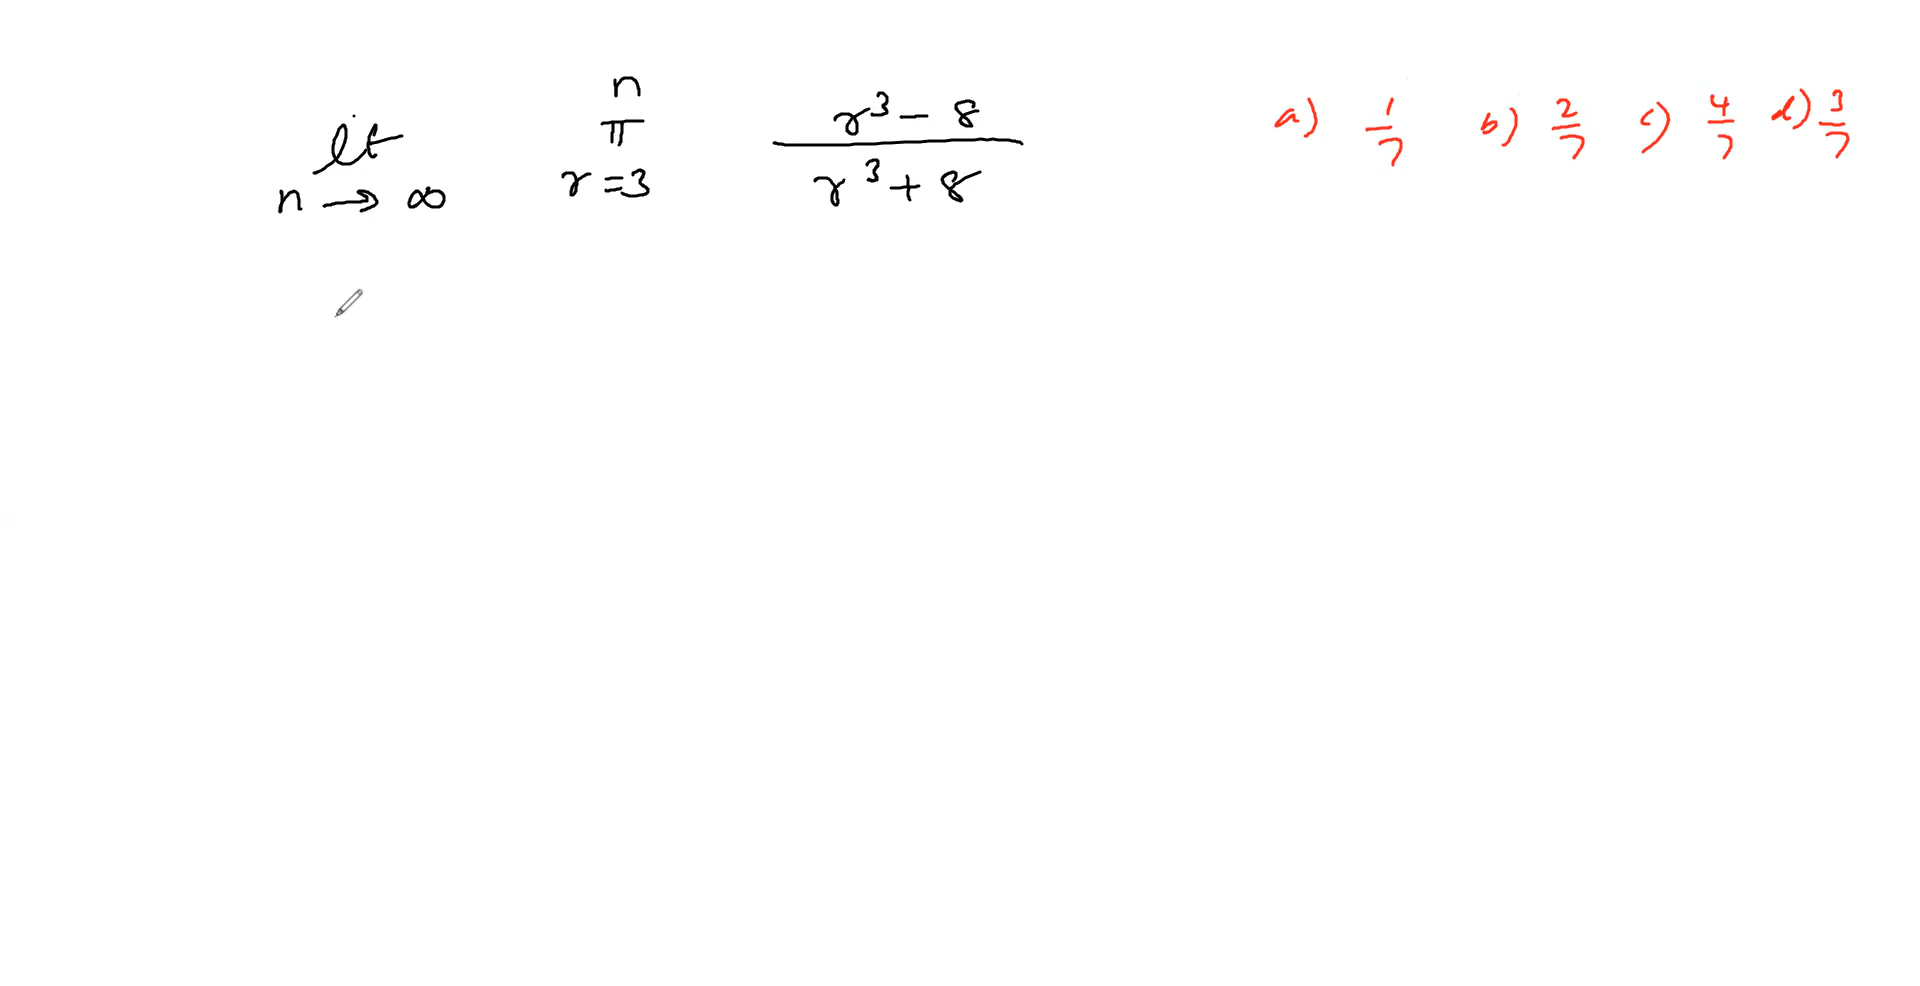 lt n → ∞ n π r = 3 r³ - 8 / r³ + 8
a) 1/7 b) 2/7 c) 4/7 d) 3/7